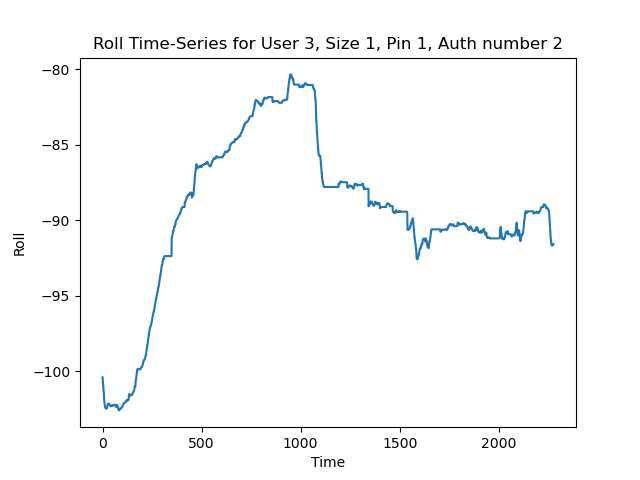 Roll Time-Series for User 3, Size 1, Pin 1, Auth number 2
−80
−85
−90
−95
−100
Roll
0 500 1000 1500 2000
Time